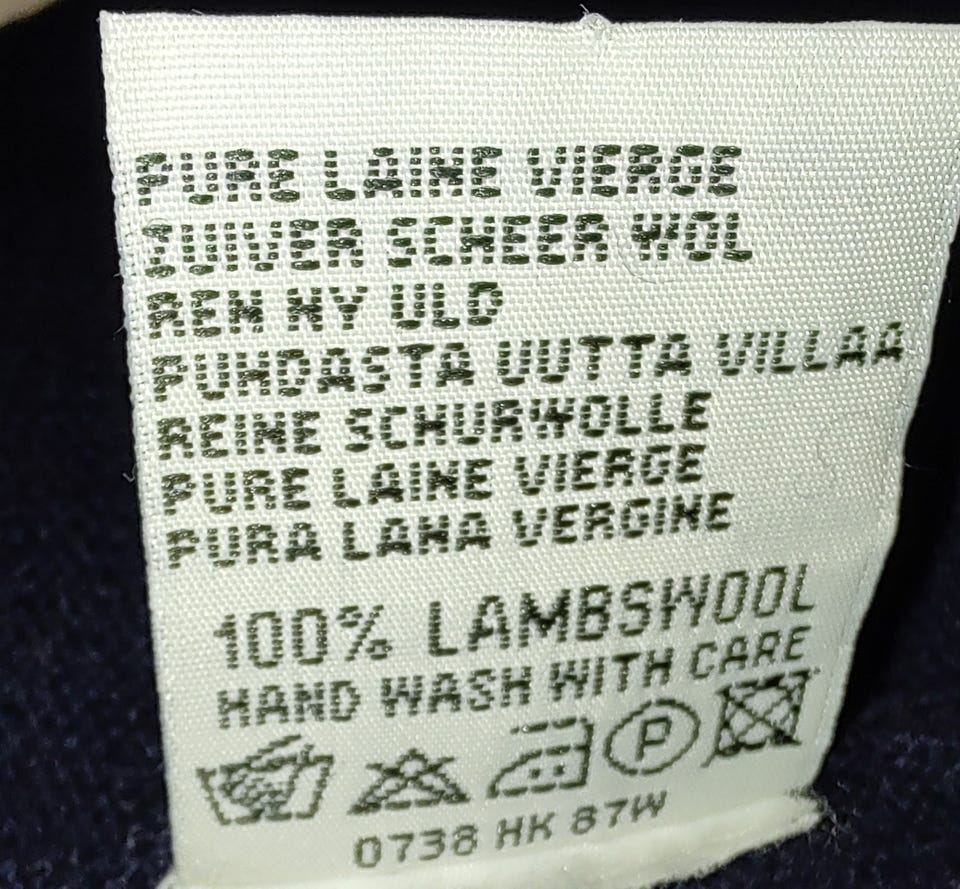 PURE LAINE VIERGE
ZUIVER SCHEER WOL
REN NY ULD
PUHDASTA UUTTA VILLAA
REINE SCHURWOLLE
PURE LAINE VIERGE
PURA LANA VERGINE
100% LAMBSWOOL
HAND WASH WITH CARE
P
0738 HK 87W